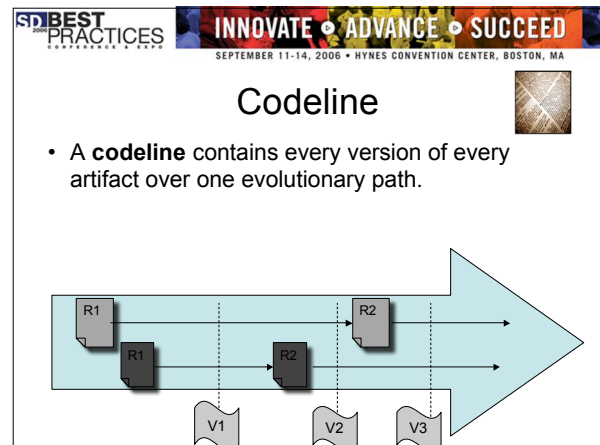 SD BEST
2006 PRACTICES
CONFERENCE & EXPO
INNOVATE ADVANCE SUCCEED
SEPTEMBER 11-14, 2006 • HYNES CONVENTION CENTER, BOSTON, MA
Codeline
• A codeline contains every version of every
artifact over one evolutionary path.
R1 R2
R1 R2
V1 V2 V3